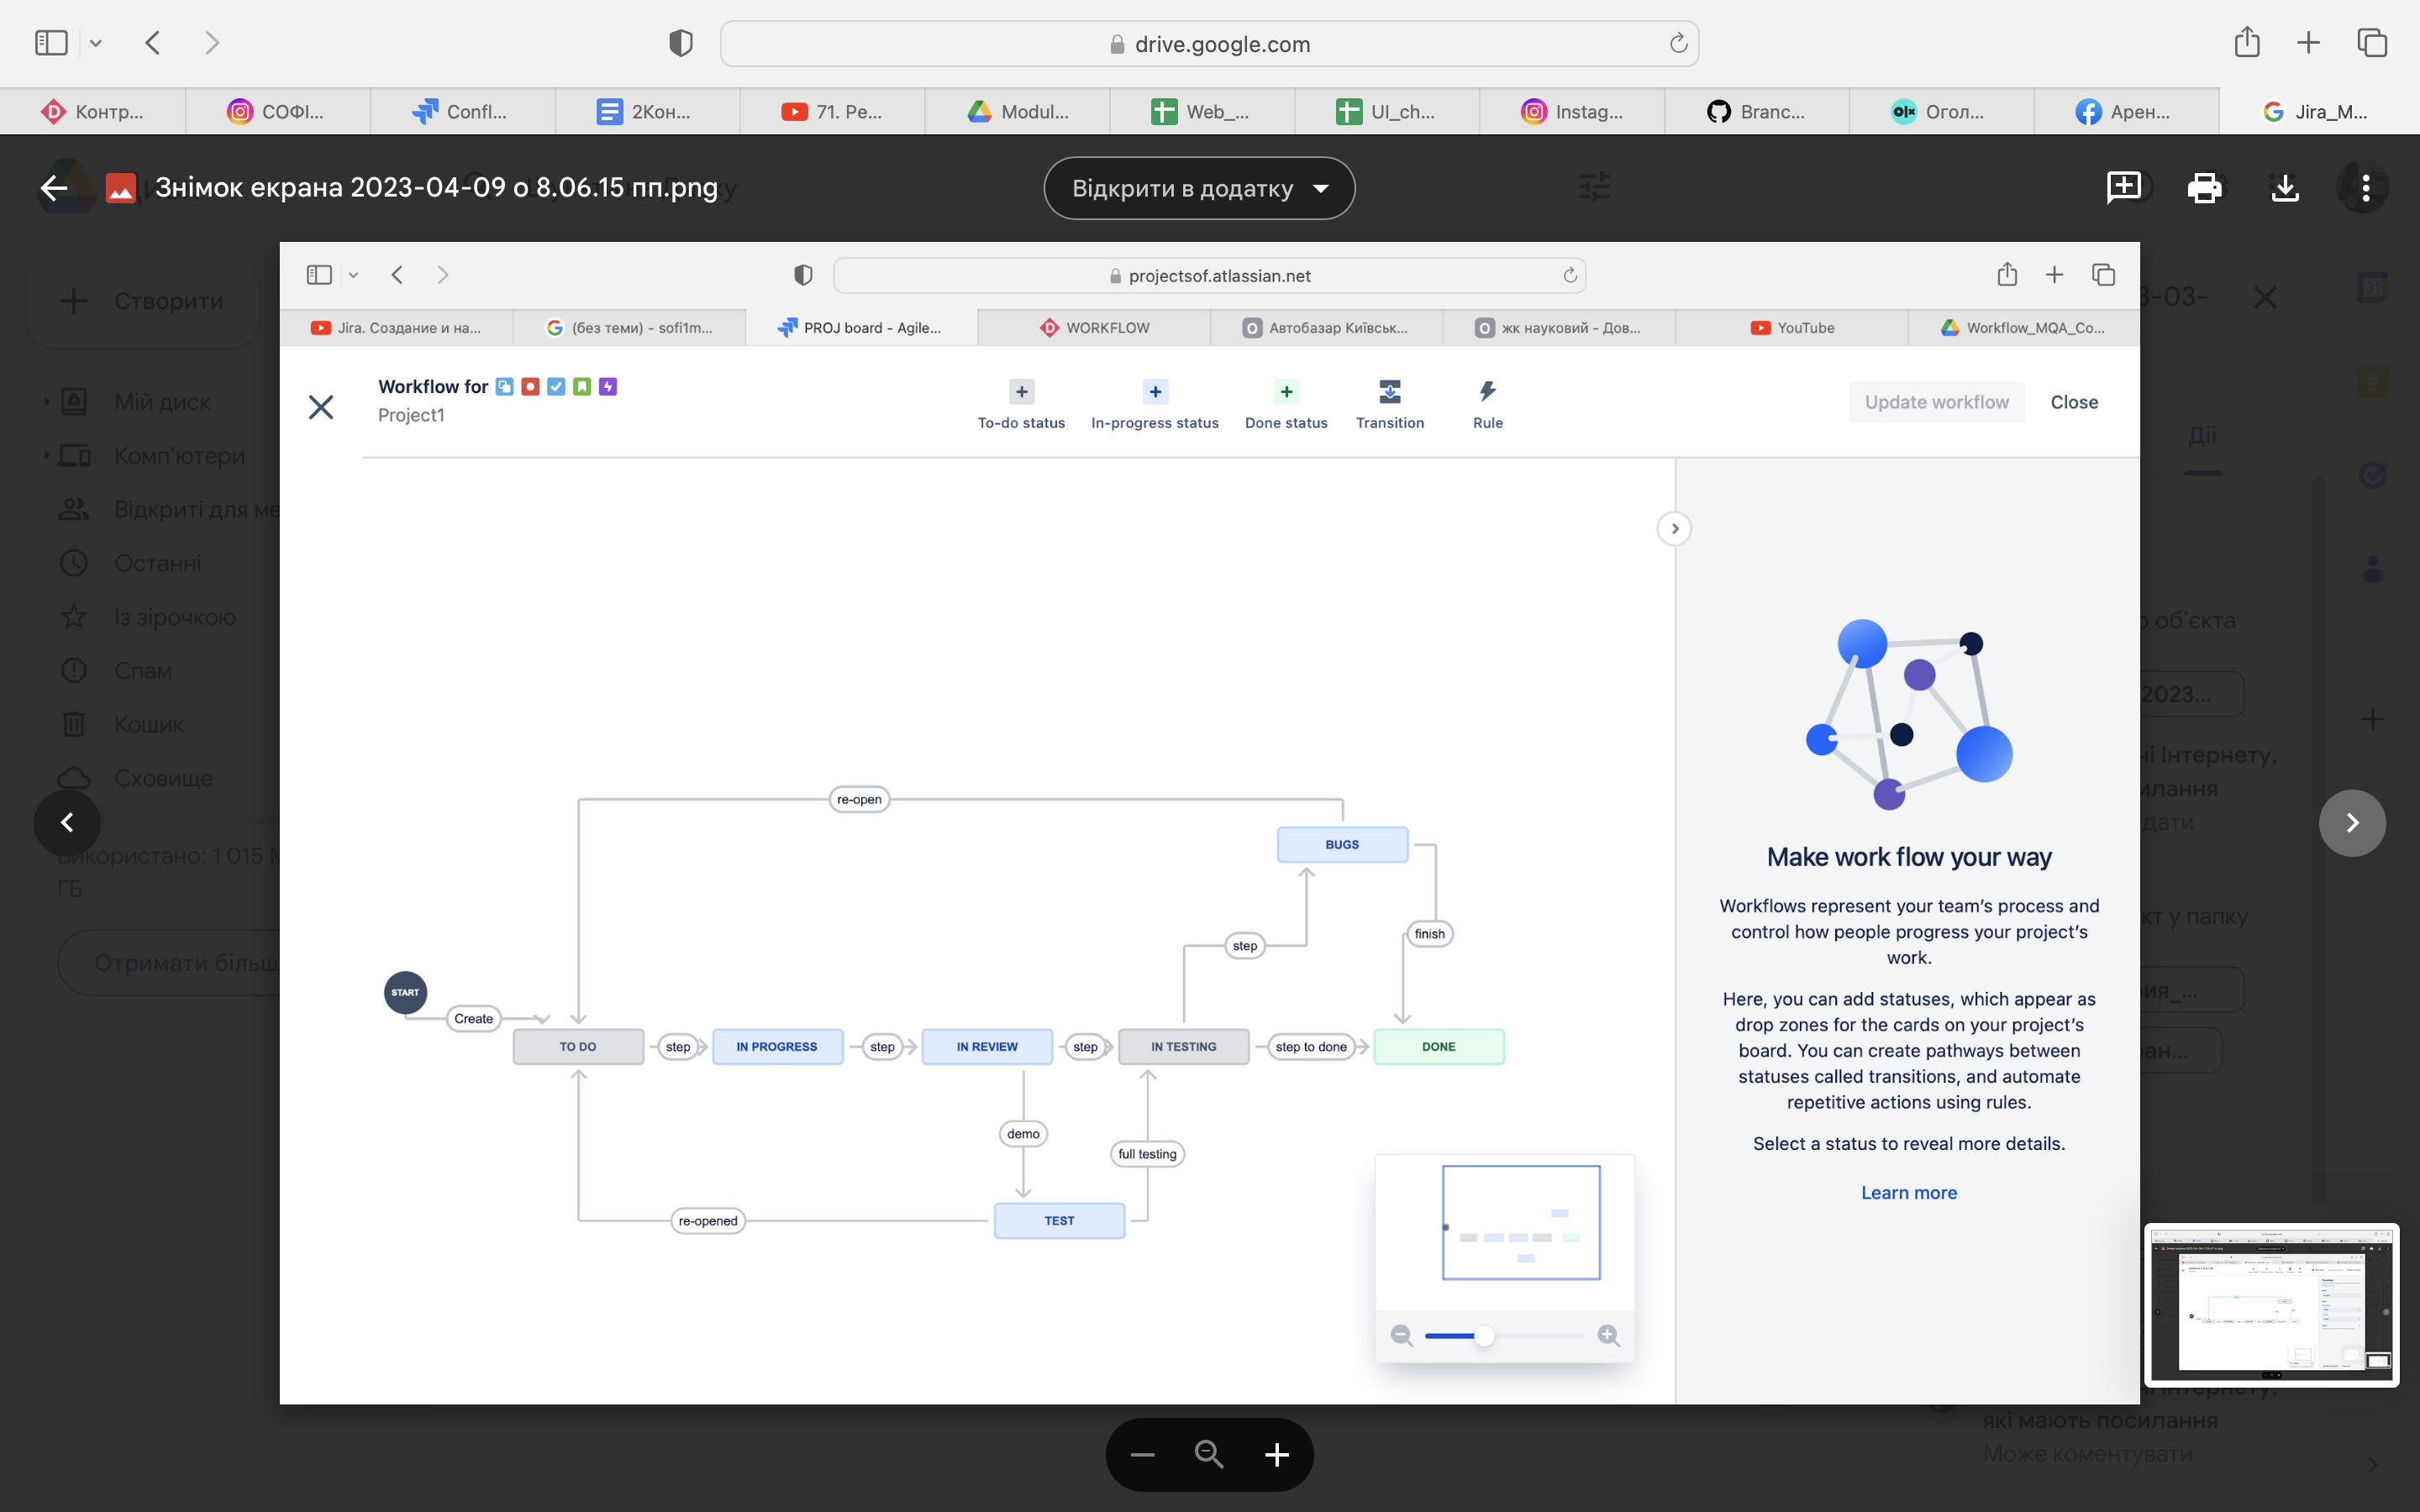 drive.google.com
Контр...
СОФІ...
Confl...
2Кон...
71. Ре...
Modul...
Web_...
UI_ch...
Instag...
Branc...
Огол...
Арен...
Jira_M...
Знімок екрана 2023-04-09 о 8.06.15 пп.png
Відкрити в додатку
Створити
Мій диск
Комп'ютери
Відкриті для ме
Останні
Із зірочкою
Спам
Кошик
Сховище
Використано: 1 015 М
ГБ
Отримати більш
projectsof.atlassian.net
Jira. Создание и на...
(без теми) - sofi1m...
PROJ board - Agile...
WORKFLOW
Автобазар Київськ...
жк науковий - Дов...
YouTube
Workflow_MQA_Co...
Workflow for
Project1
To-do status
In-progress status
Done status
Transition
Rule
Update workflow
Close
re-open
BUGS
step
finish
START
Create
TO DO
step
IN PROGRESS
step
IN REVIEW
step
IN TESTING
step to done
DONE
demo
full testing
re-opened
TEST
Make work flow your way
Workflows represent your team's process and
control how people progress your project's
work.
Here, you can add statuses, which appear as
drop zones for the cards on your project's
board. You can create pathways between
statuses called transitions, and automate
repetitive actions using rules.
Select a status to reveal more details.
Learn more
3-03-
Дії
об'єкта
2023...
і Інтернету,
илання
дати
кт у папку
ия_...
ран...
які мають посилання
Може коментувати